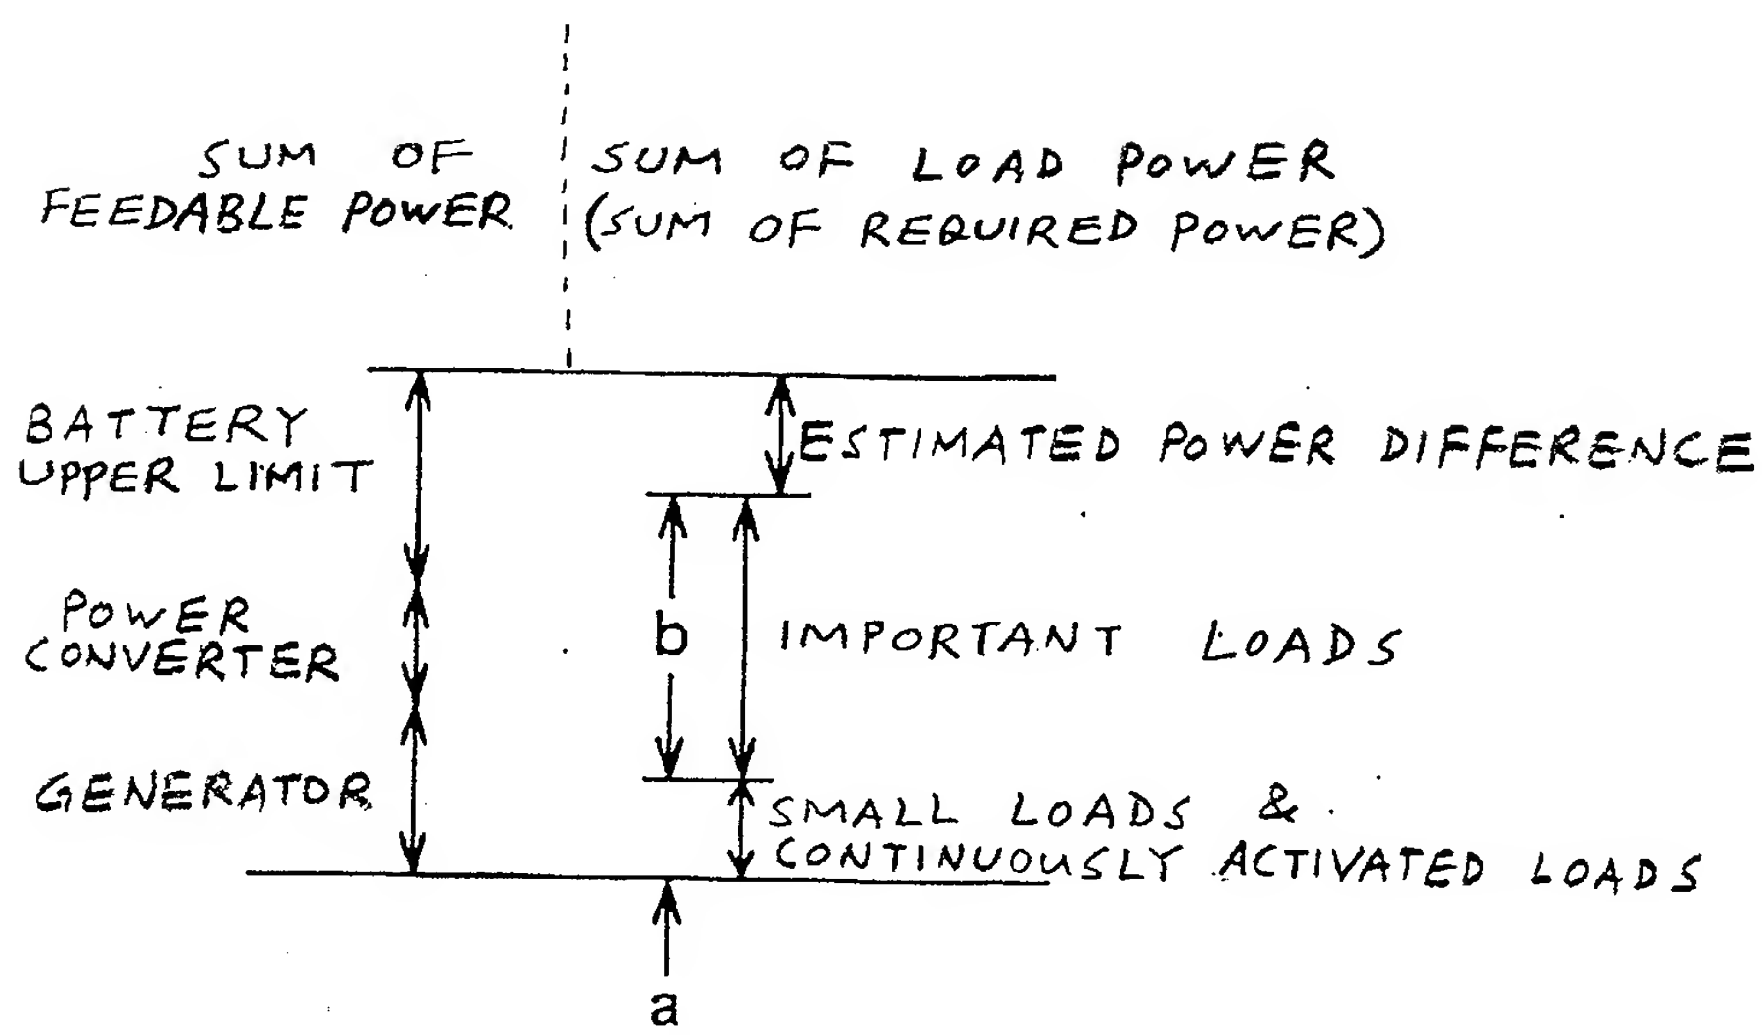 SUM OF
FEEDABLE POWER
SUM OF LOAD POWER
(SUM OF REQUIRED POWER)
BATTERY
UPPER LIMIT
ESTIMATED POWER DIFFERENCE
POWER
CONVERTER
b
IMPORTANT LOADS
GENERATOR
SMALL LOADS &
CONTINUOUSLY ACTIVATED LOADS
a